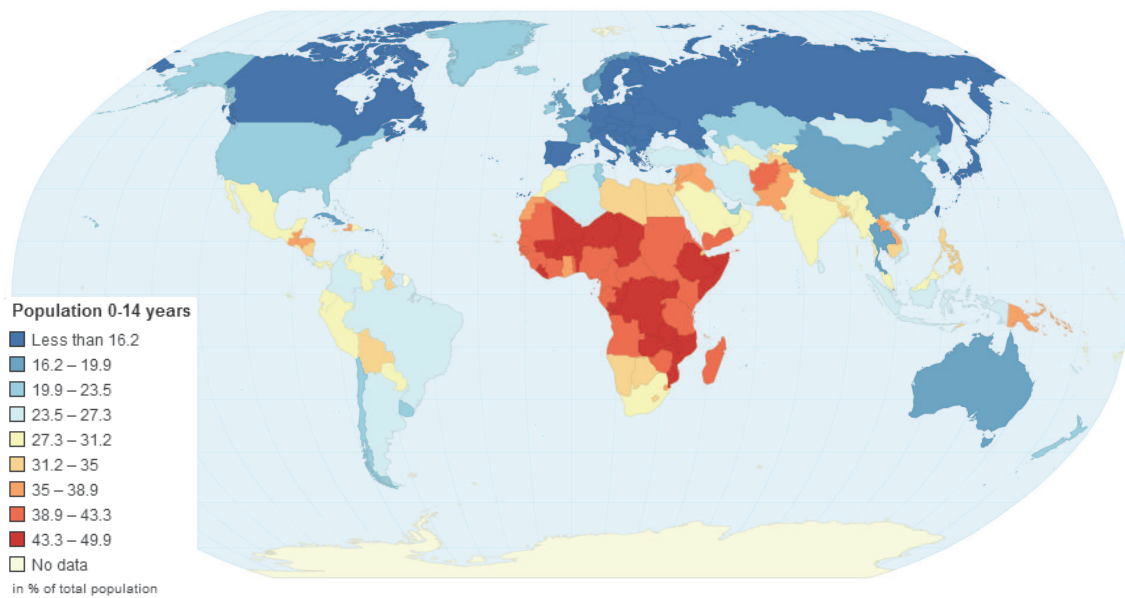 Population 0-14 years
Less than 16.2
16.2 – 19.9
19.9 – 23.5
23.5 – 27.3
27.3 – 31.2
31.2 – 35
35 – 38.9
38.9 – 43.3
43.3 – 49.9
No data
in % of total population